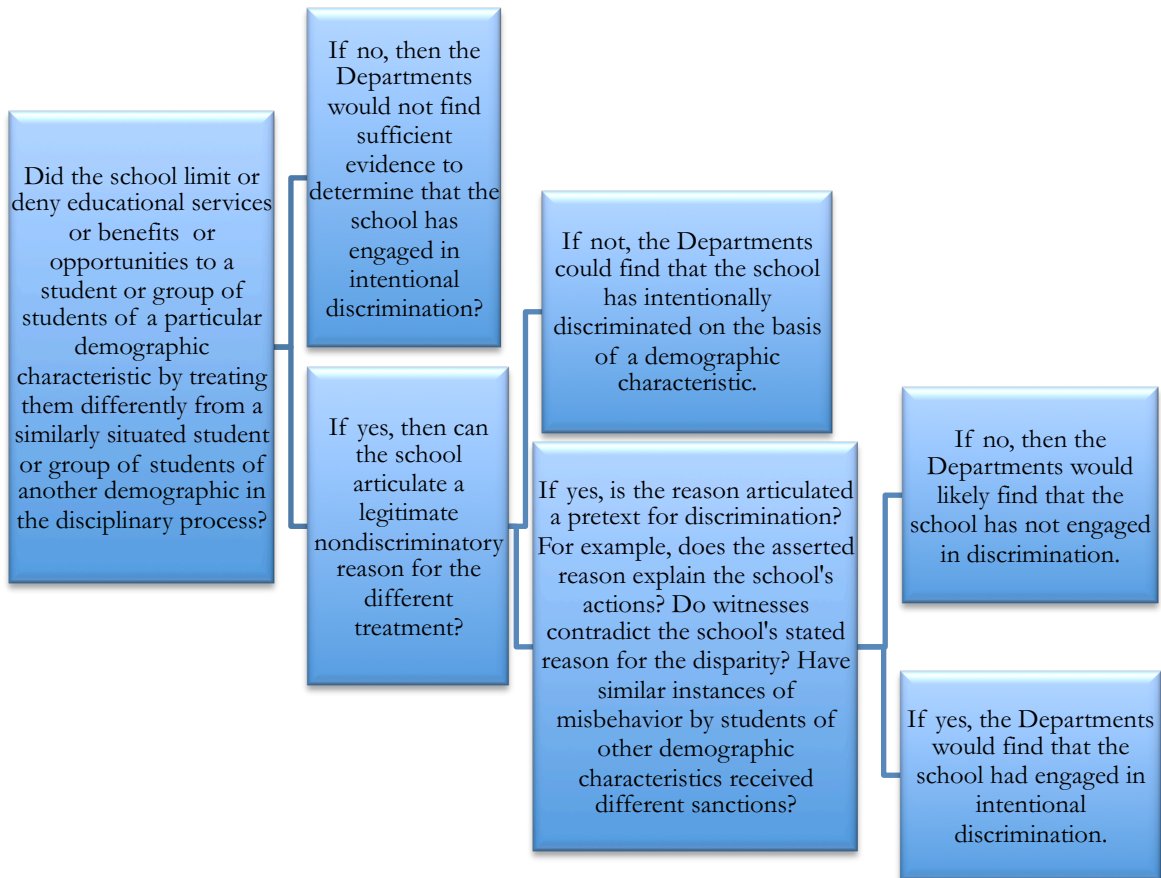 Did the school limit or
deny educational services
or benefits or
opportunities to a
student or group of
students of a particular
demographic
characteristic by treating
them differently from a
similarly situated student
or group of students of
another demographic in
the disciplinary process?
If no, then the
Departments
would not find
sufficient
evidence to
determine that the
school has
engaged in
intentional
discrimination?
If yes, then can
the school
articulate a
legitimate
nondiscriminatory
reason for the
different
treatment?
If not, the Departments
could find that the school
has intentionally
discriminated on the basis
of a demographic
characteristic.
If yes, is the reason articulated
a pretext for discrimination?
For example, does the asserted
reason explain the school's
actions? Do witnesses
contradict the school's stated
reason for the disparity? Have
similar instances of
misbehavior by students of
other demographic
characteristics received
different sanctions?
If no, then the
Departments would
likely find that the
school has not engaged
in discrimination.
If yes, the Departments
would find that the
school had engaged in
intentional
discrimination.